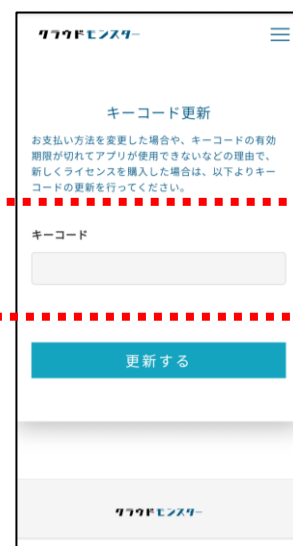 クラウドモンスター
キーコード更新
お支払い方法を変更した場合や、キーコードの有効
期限が切れてアプリが使用できないなどの理由で、
新しくライセンスを購入した場合は、以下よりキー
コードの更新を行ってください。
キーコード
更新する
クラウドモンスター